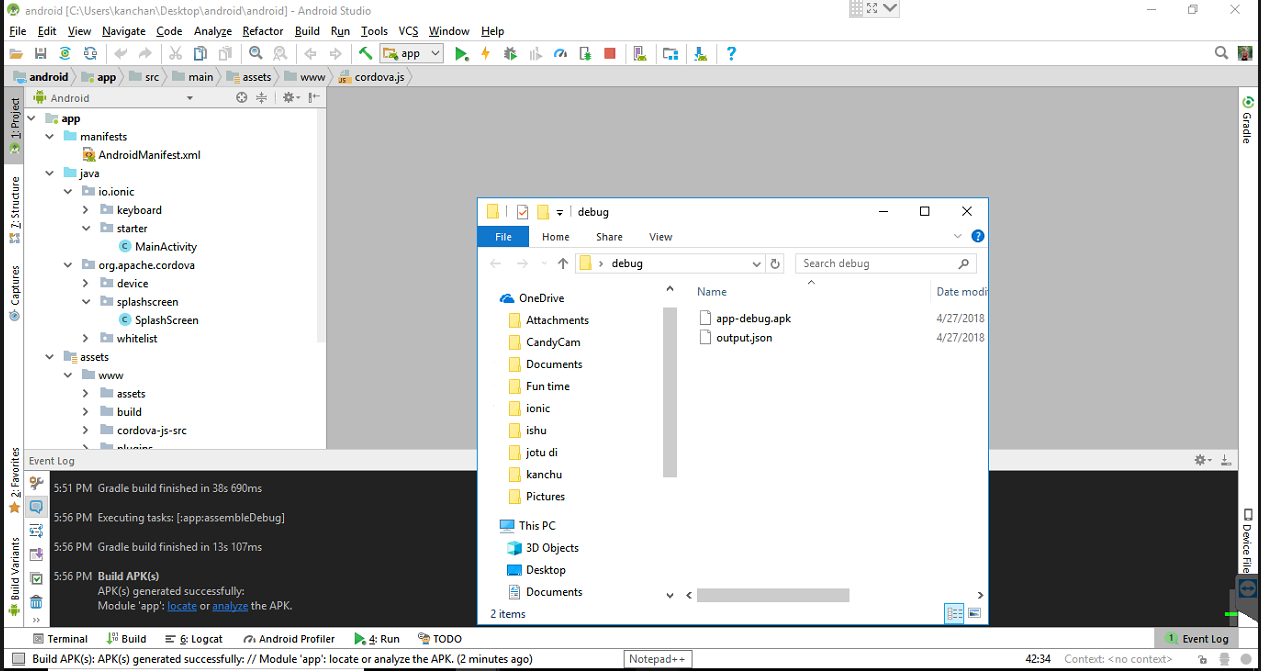 android [C:\Users\kanchan\Desktop\android\android] - Android Studio
File Edit View Navigate Code Analyze Refactor Build Run Tools VCS Window Help
app
android app src main assets www cordova.js
1: Project
Z: Structure
Captures
2: Favorites
Build Variants
Android
app
manifests
AndroidManifest.xml
java
io.ionic
keyboard
starter
MainActivity
org.apache.cordova
device
splashscreen
SplashScreen
whitelist
assets
www
assets
build
cordova-js-src
plugins
Gradle
Device File
debug
File Home Share View
debug
Search debug
OneDrive
Attachments
CandyCam
Documents
Fun time
ionic
ishu
jotu di
kanchu
Pictures
This PC
3D Objects
Desktop
Documents
Name Date modi
app-debug.apk 4/27/2018
output.json 4/27/2018
2 items
Event Log
5:51 PM Gradle build finished in 38s 690ms
5:56 PM Executing tasks: [:app:assembleDebug]
5:56 PM Gradle build finished in 13s 107ms
5:56 PM Build APK(s)
APK(s) generated successfully:
Module 'app': locate or analyze the APK.
Terminal Build 6: Logcat Android Profiler 4: Run TODO 1 Event Log
Build APK(s): APK(s) generated successfully: // Module 'app': locate or analyze the APK. (2 minutes ago) Notepad++ 42:34 Context: <no context>